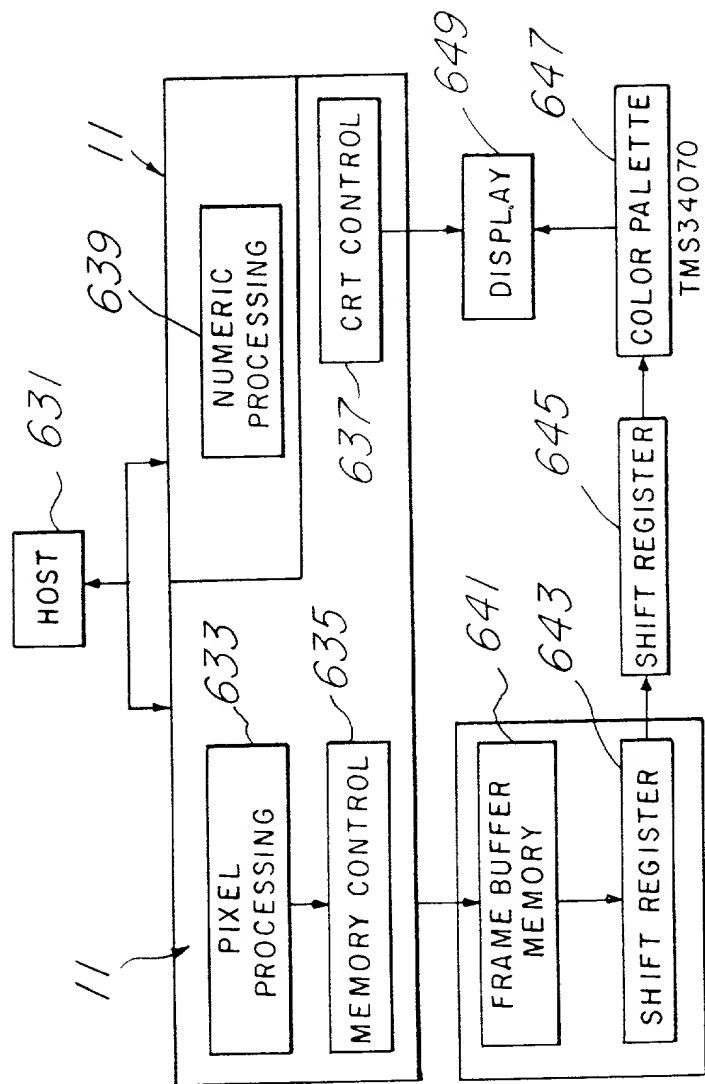 HOST
631
11
11
PIXEL
PROCESSING
633
NUMERIC
PROCESSING
639
MEMORY CONTROL
635
CRT CONTROL
637
FRAME BUFFER
MEMORY
641
DISPLAY
649
SHIFT REGISTER
643
SHIFT REGISTER
645
COLOR PALETTE
647
TMS34070